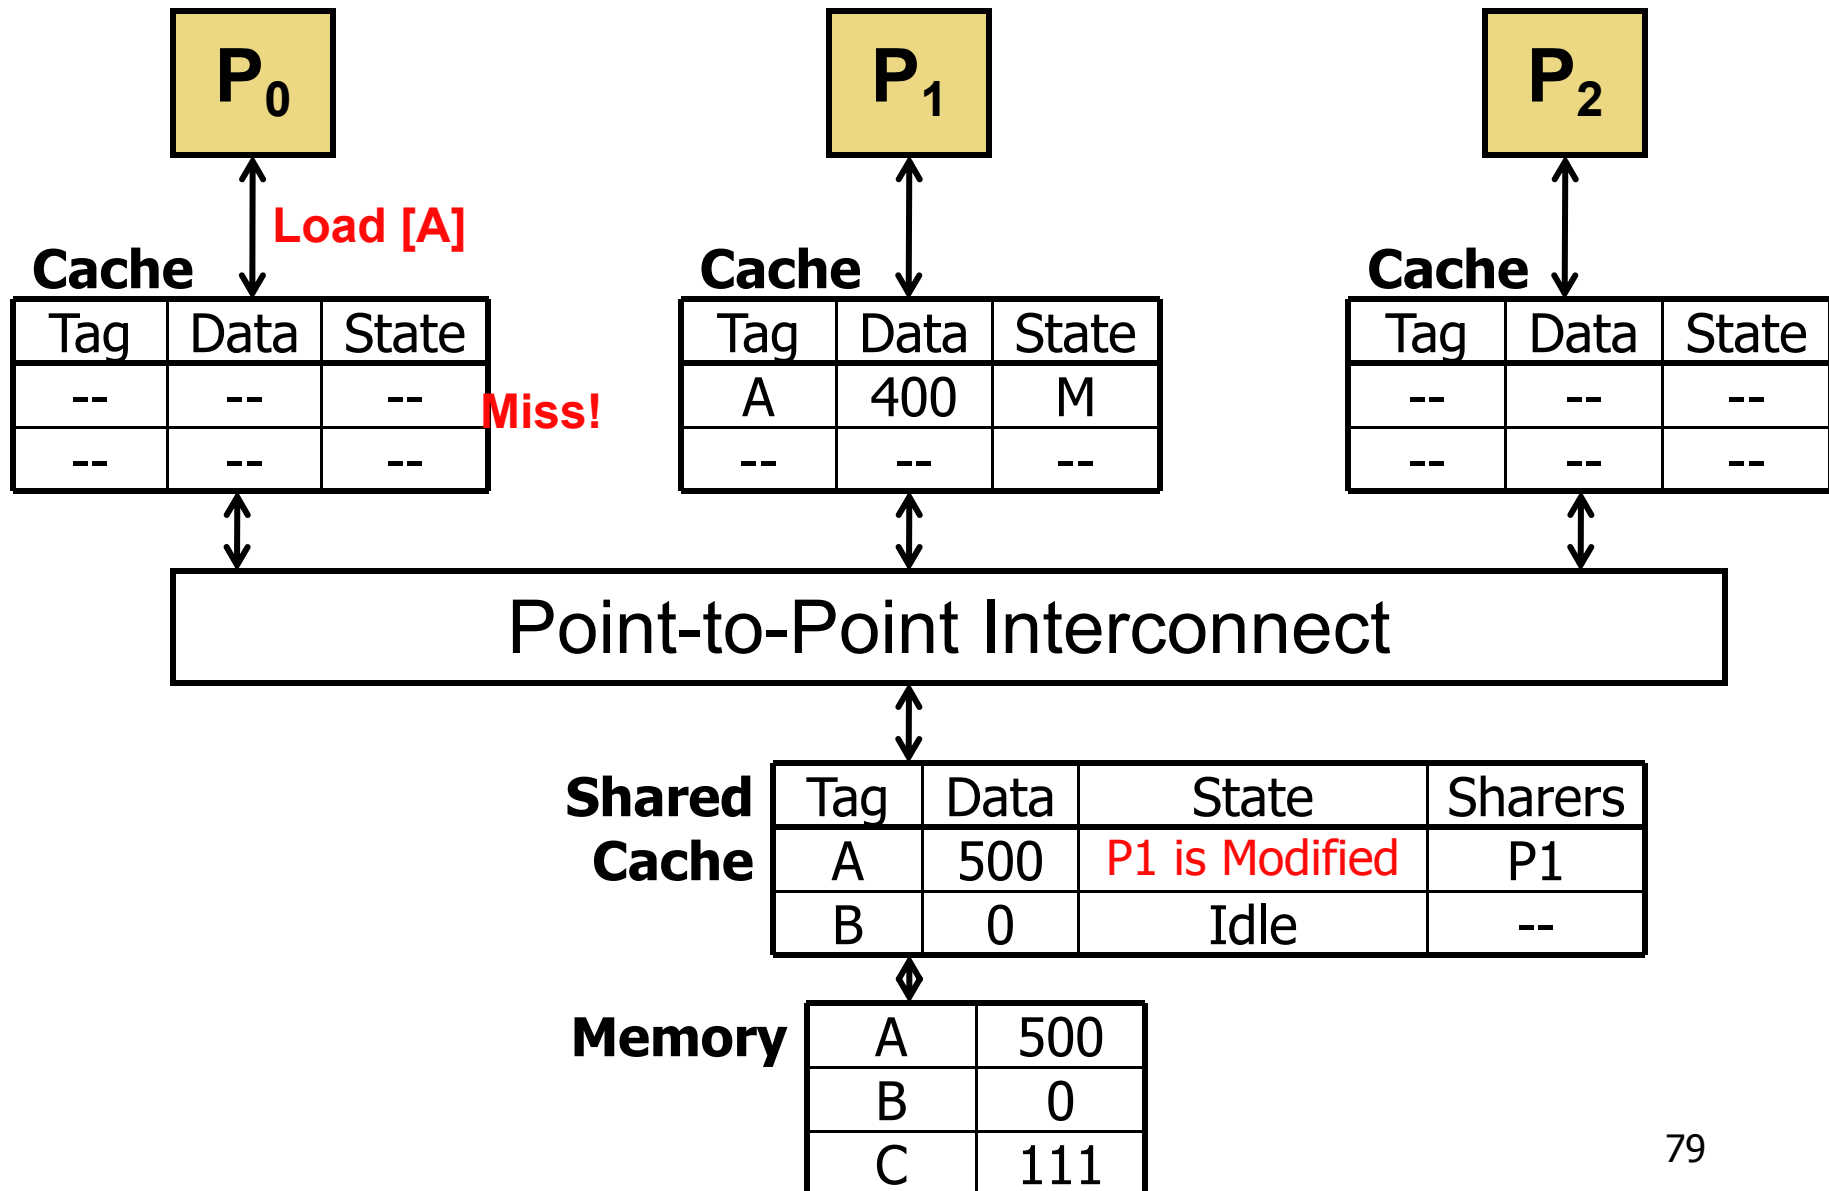 P0 P1 P2
Load [A]
Cache Cache Cache
Tag Data State Tag Data State Tag Data State
-- -- -- A 400 M -- -- --
Miss!
-- -- -- -- -- -- -- -- --
Point-to-Point Interconnect
Shared Tag Data State Sharers
Cache A 500 P1 is Modified P1
B 0 Idle --
Memory A 500
B 0
C 111
79